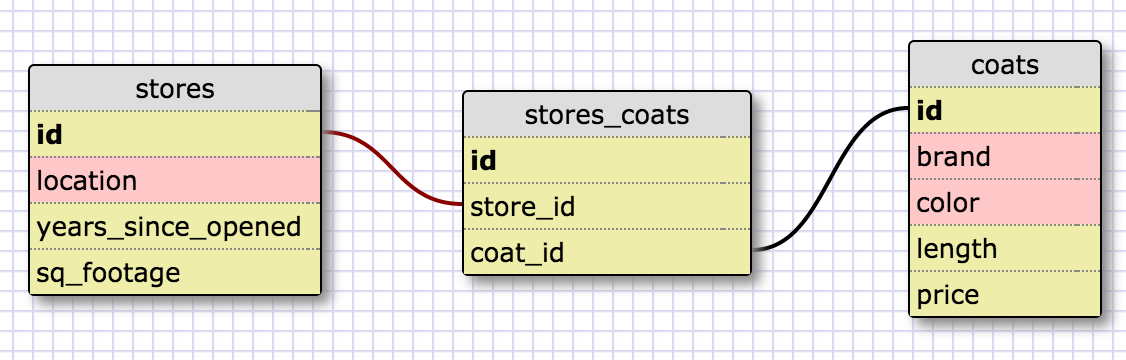 stores
id
location
years_since_opened
sq_footage
stores_coats
id
store_id
coat_id
coats
id
brand
color
length
price